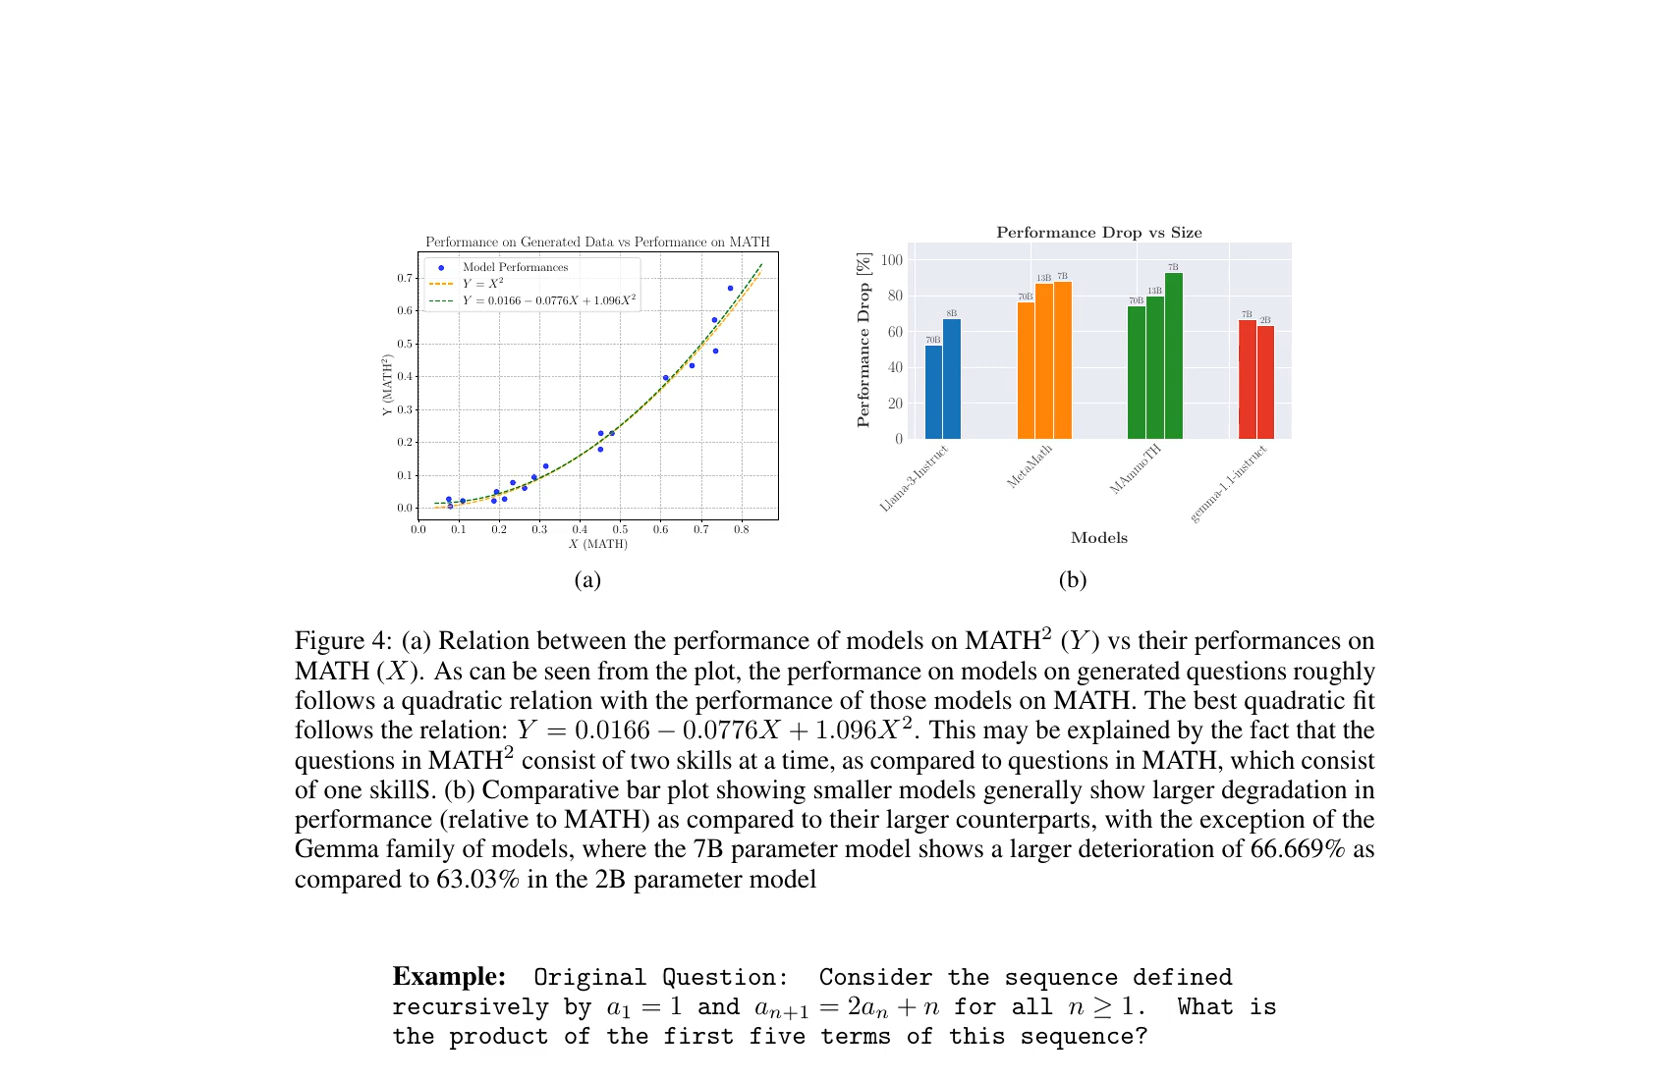 Performance on Generated Data vs Performance on MATH
Model Performances
Y = X²
Y = 0.0166 − 0.0776X + 1.096X²
Y (MATH²)
0.7
0.6
0.5
0.4
0.3
0.2
0.1
0.0
0.0 0.1 0.2 0.3 0.4 0.5 0.6 0.7 0.8
X (MATH)
(a)
Performance Drop vs Size
Performance Drop [%]
100
80
60
40
20
0
70B 8B 70B 13B 7B 70B 13B 7B 7B 2B
Llama-3-Instruct MetaMath MAmmoTH gemma-1.1-instruct
Models
(b)
Figure 4: (a) Relation between the performance of models on MATH² (Y) vs their performances on
MATH (X). As can be seen from the plot, the performance on models on generated questions roughly
follows a quadratic relation with the performance of those models on MATH. The best quadratic fit
follows the relation: Y = 0.0166 − 0.0776X + 1.096X². This may be explained by the fact that the
questions in MATH² consist of two skills at a time, as compared to questions in MATH, which consist
of one skillS. (b) Comparative bar plot showing smaller models generally show larger degradation in
performance (relative to MATH) as compared to their larger counterparts, with the exception of the
Gemma family of models, where the 7B parameter model shows a larger deterioration of 66.669% as
compared to 63.03% in the 2B parameter model
Example: Original Question: Consider the sequence defined
recursively by a₁ = 1 and aₙ₊₁ = 2aₙ + n for all n ≥ 1. What is
the product of the first five terms of this sequence?